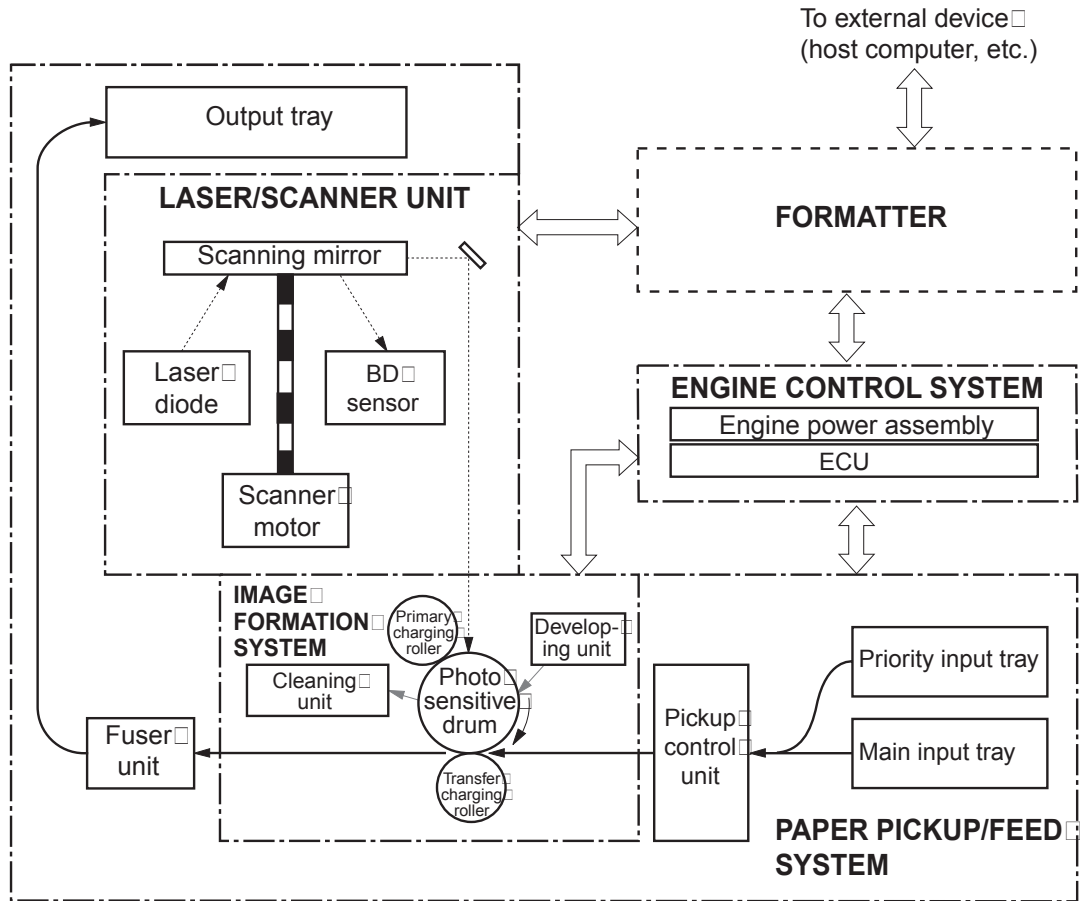 To external device□
(host computer, etc.)
Output tray
LASER/SCANNER UNIT
FORMATTER
Scanning mirror
Laser□
diode
BD□
sensor
ENGINE CONTROL SYSTEM
Engine power assembly
ECU
Scanner□
motor
IMAGE□
FORMATION□
SYSTEM
Primary□
charging□
roller
Develop-□
ing unit
Cleaning□
unit
Photo□
sensitive□
drum
Priority input tray
Pickup□
control□
unit
Main input tray
Fuser□
unit
Transfer□
charging□
roller
PAPER PICKUP/FEED□
SYSTEM